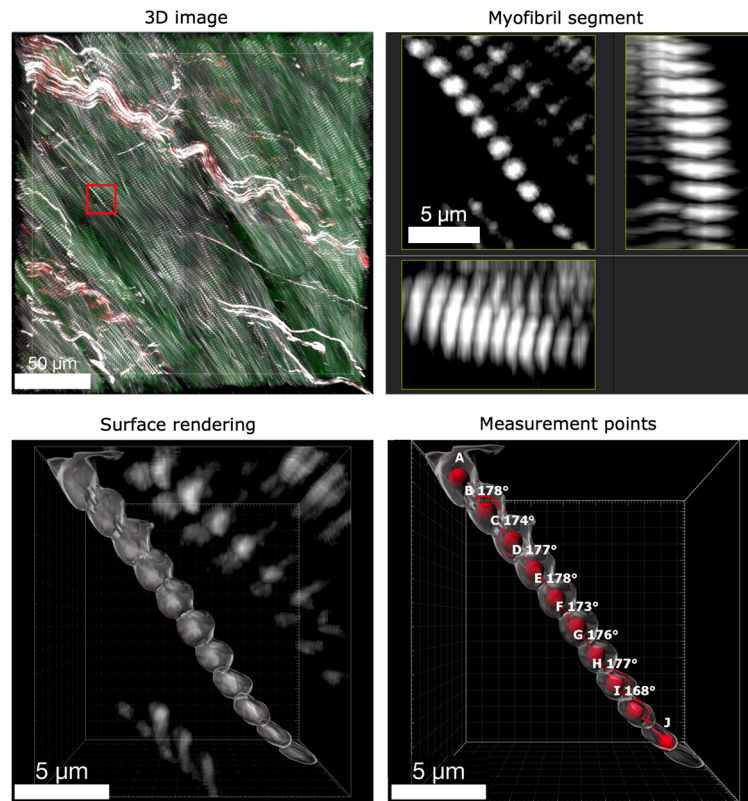 3D image
Myofibril segment
50 µm
5 µm
Surface rendering
Measurement points
5 µm
A
B 178°
C 174°
D 177°
E 178°
F 173°
G 176°
H 177°
I 168°
J
5 µm